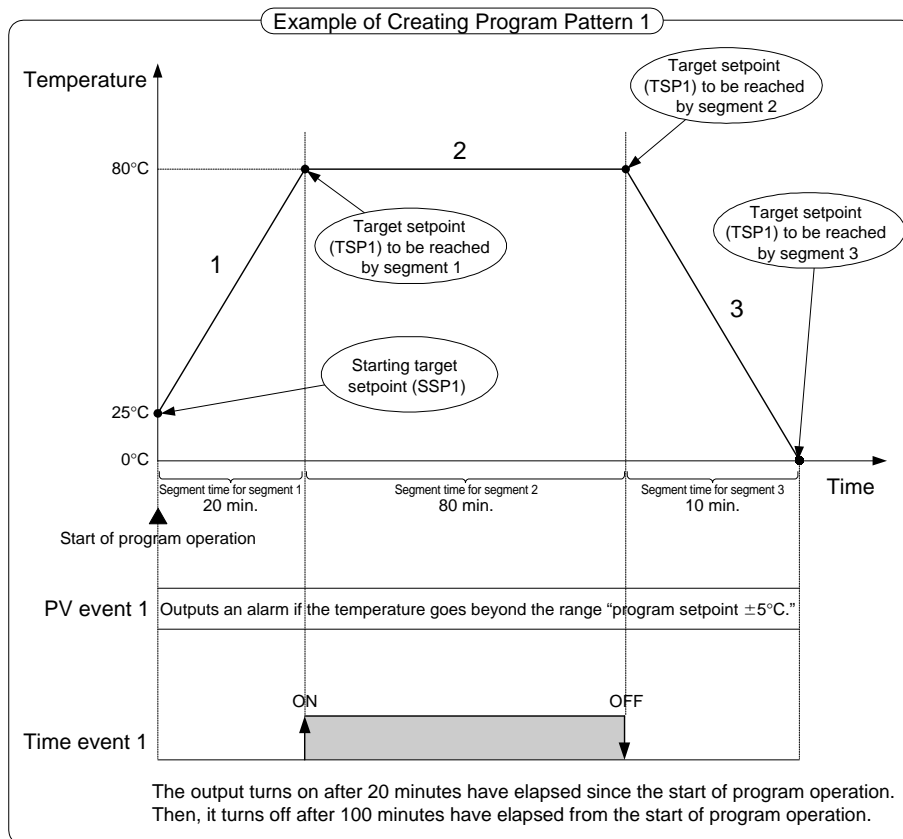 Example of Creating Program Pattern 1
Temperature
Target setpoint
(TSP1) to be reached
by segment 2
80°C
2
Target setpoint
(TSP1) to be reached
by segment 1
Target setpoint
(TSP1) to be reached
by segment 3
1
3
Starting target
setpoint (SSP1)
25°C
0°C
Segment time for segment 1
20 min.
Segment time for segment 2
80 min.
Segment time for segment 3
10 min.
Time
Start of program operation
PV event 1
Outputs an alarm if the temperature goes beyond the range “program setpoint ±5°C.”
ON
OFF
Time event 1
The output turns on after 20 minutes have elapsed since the start of program operation.
Then, it turns off after 100 minutes have elapsed from the start of program operation.